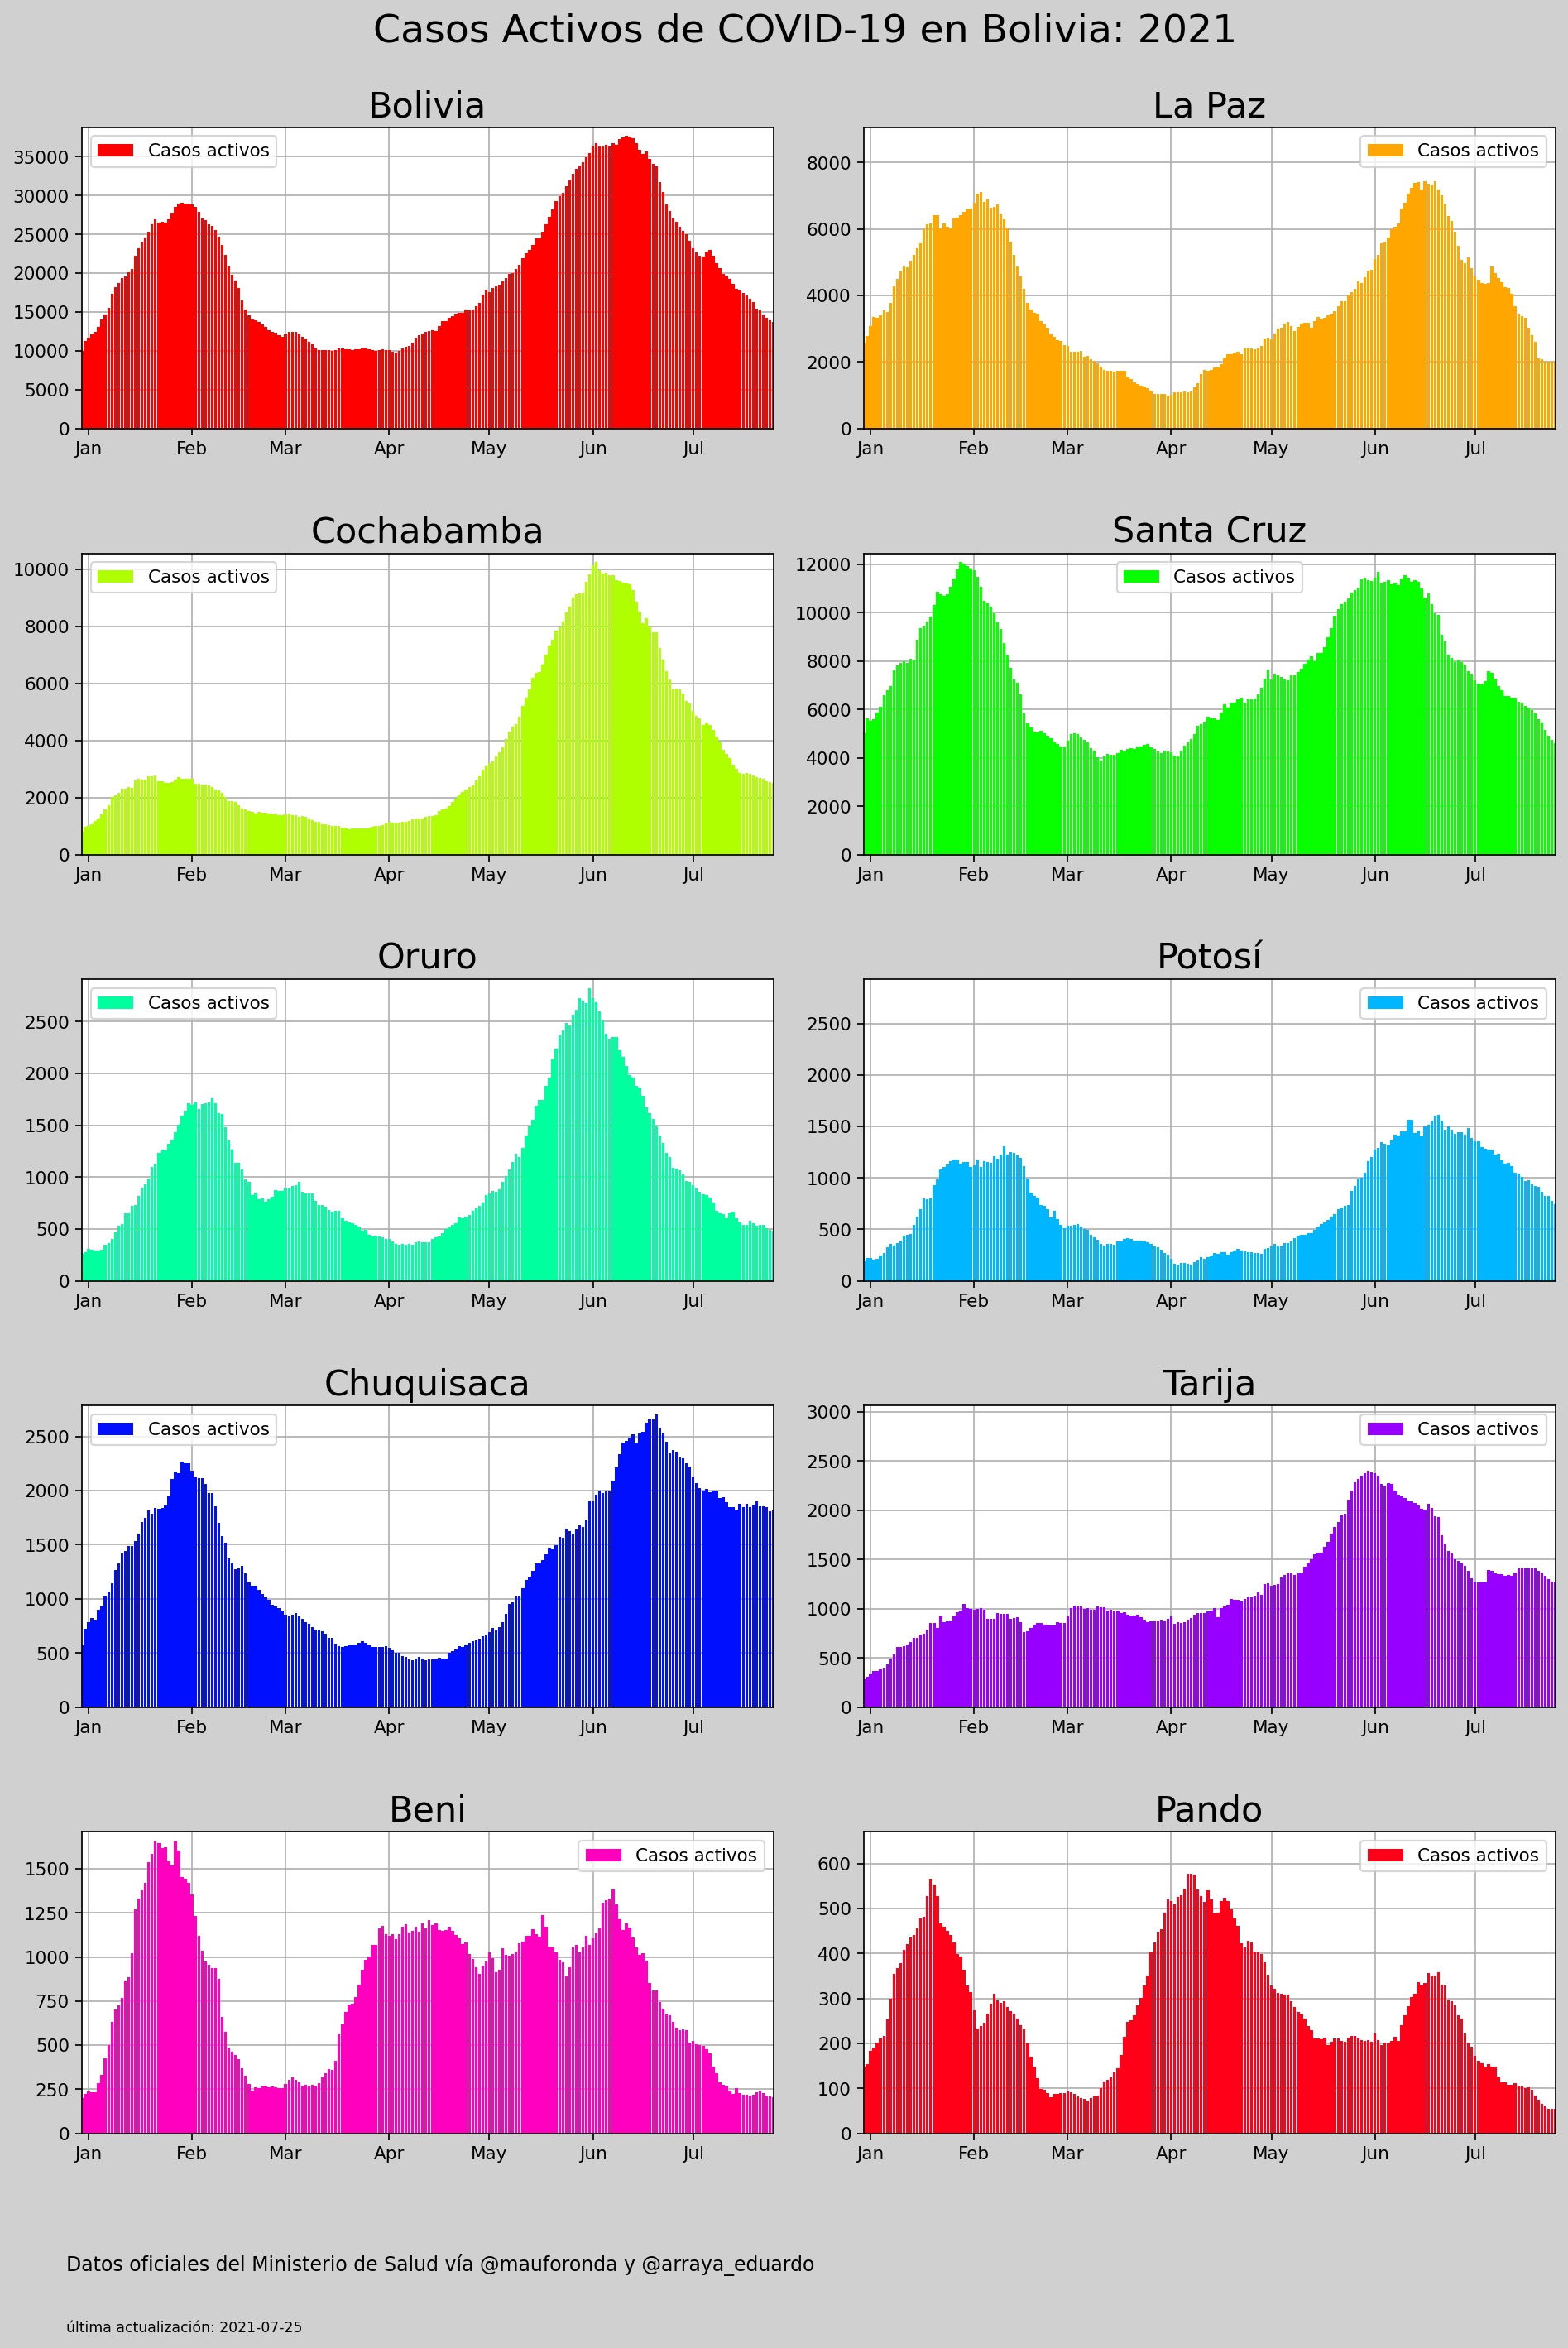 Casos Activos de COVID-19 en Bolivia: 2021
Bolivia
Casos activos
35000
30000
25000
20000
15000
10000
5000
0
Jan Feb Mar Apr May Jun Jul
La Paz
Casos activos
8000
6000
4000
2000
0
Jan Feb Mar Apr May Jun Jul
Cochabamba
Casos activos
10000
8000
6000
4000
2000
0
Jan Feb Mar Apr May Jun Jul
Santa Cruz
Casos activos
12000
10000
8000
6000
4000
2000
0
Jan Feb Mar Apr May Jun Jul
Oruro
Casos activos
2500
2000
1500
1000
500
0
Jan Feb Mar Apr May Jun Jul
Potosí
Casos activos
2500
2000
1500
1000
500
0
Jan Feb Mar Apr May Jun Jul
Chuquisaca
Casos activos
2500
2000
1500
1000
500
0
Jan Feb Mar Apr May Jun Jul
Tarija
Casos activos
3000
2500
2000
1500
1000
500
0
Jan Feb Mar Apr May Jun Jul
Beni
Casos activos
1500
1250
1000
750
500
250
0
Jan Feb Mar Apr May Jun Jul
Pando
Casos activos
600
500
400
300
200
100
0
Jan Feb Mar Apr May Jun Jul
Datos oficiales del Ministerio de Salud vía @mauforonda y @arraya_eduardo
última actualización: 2021-07-25